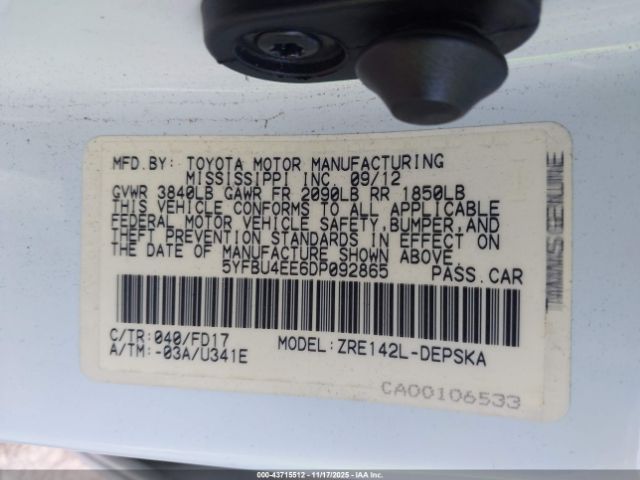 MFD.BY: TOYOTA MOTOR MANUFACTURING
MISSISSIPPI INC. 09/12
GVWR 3840LB GAWR FR 2090LB RR 1850LB
THIS VEHICLE CONFORMS TO ALL APPLICABLE
FEDERAL MOTOR VEHICLE SAFETY,BUMPER,AND
THEFT PREVENTION STANDARDS IN EFFECT ON
THE DATE OF MANUFACTURE SHOWN ABOVE.
5YFBU4EE6DP092865 PASS.CAR
C/TR: 040/FD17 MODEL: ZRE142L-DEPSKA
A/TM: -03A/U341E
CA00106533
TMMMS GENUINE
000-43715512 - 11/17/2025 - IAA Inc. - Copyright